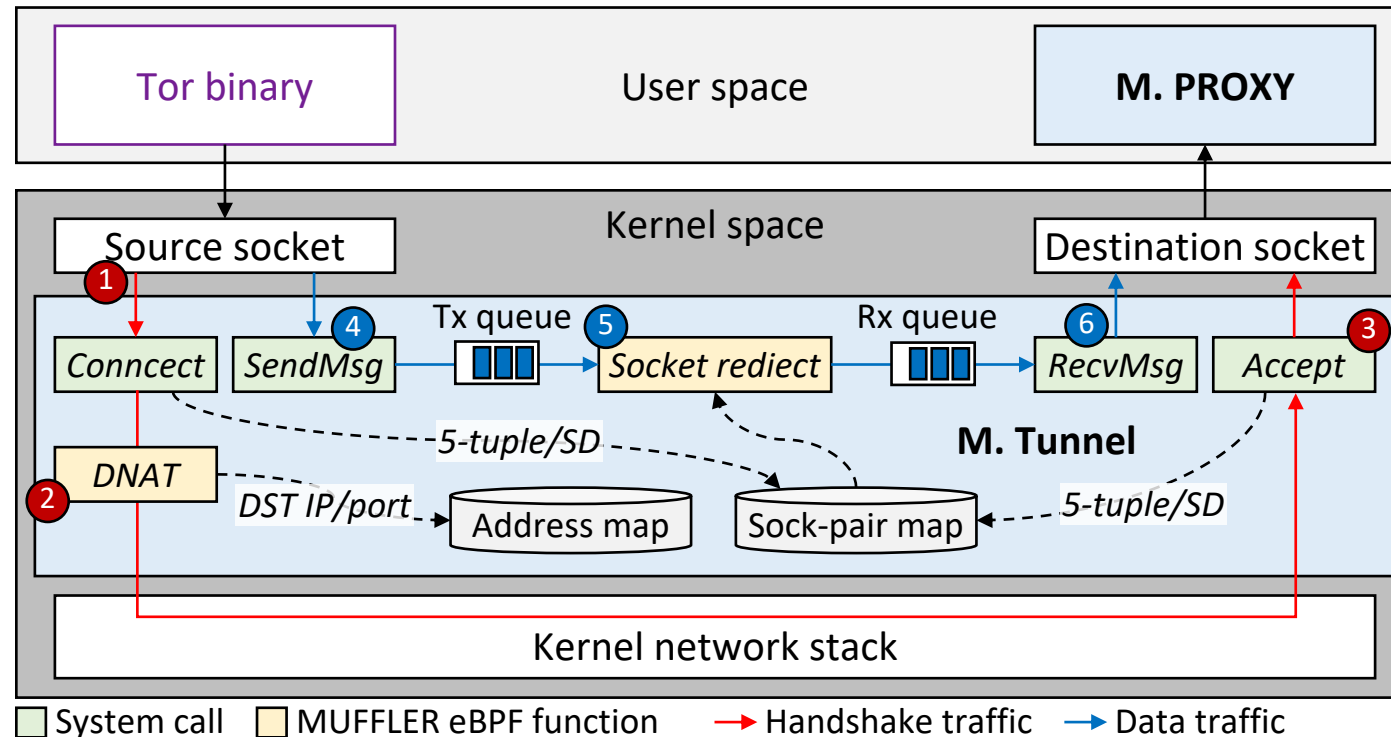 Tor binary
User space
M. PROXY
Kernel space
Source socket
Destination socket
1
4
Tx queue
5
Rx queue
6
3
Conncect
SendMsg
Socket rediect
RecvMsg
Accept
5-tuple/SD
M. Tunnel
DNAT
2
DST IP/port
5-tuple/SD
Address map
Sock-pair map
Kernel network stack
System call
MUFFLER eBPF function
Handshake traffic
Data traffic